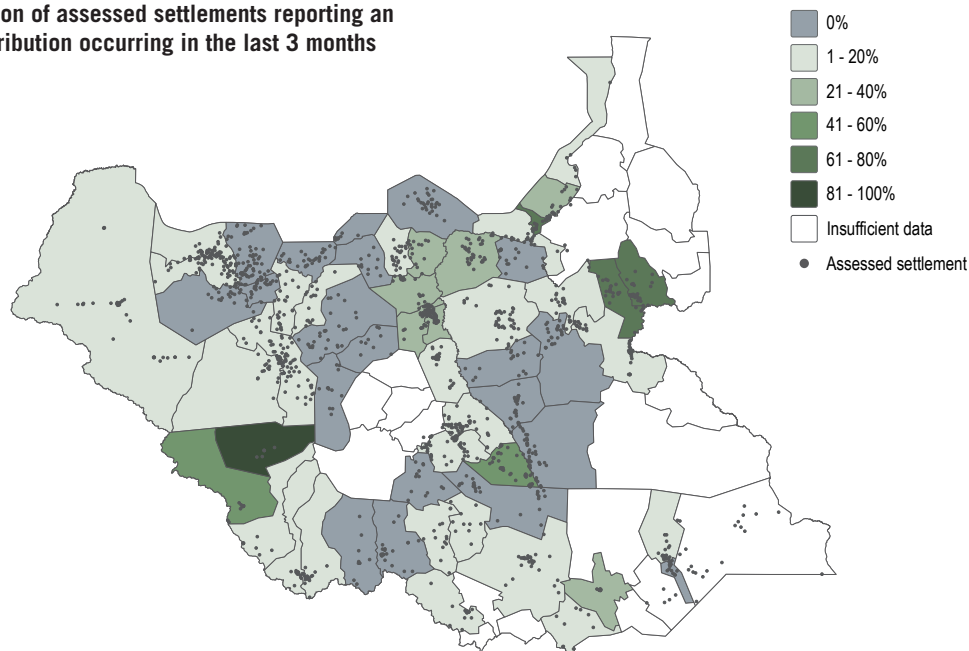 on of assessed settlements reporting an
ribution occurring in the last 3 months
0%
1 - 20%
21 - 40%
41 - 60%
61 - 80%
81 - 100%
Insufficient data
Assessed settlement